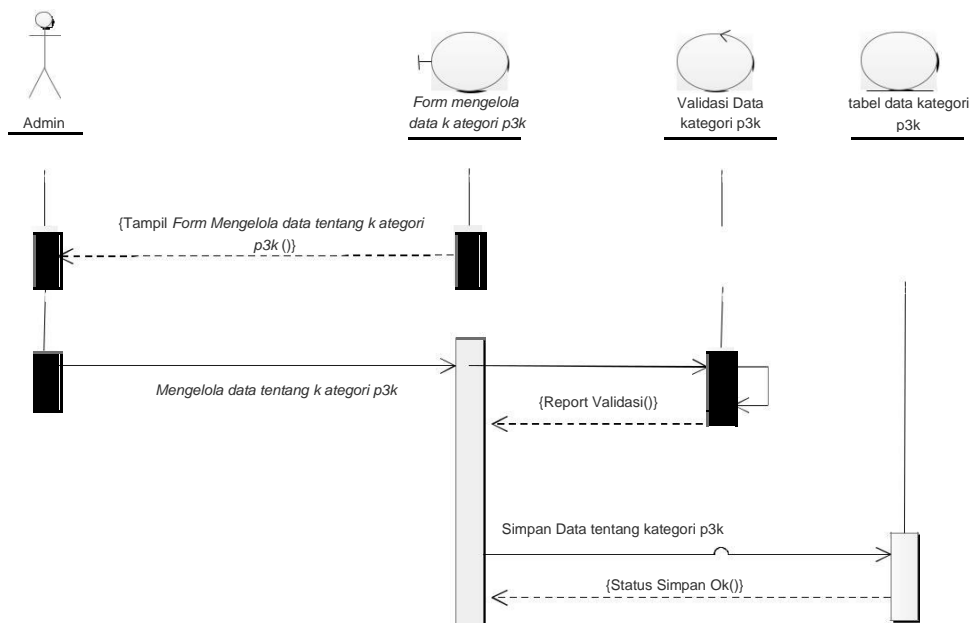 Admin
Form mengelola
data k ategori p3k
Validasi Data
kategori p3k
tabel data kategori
p3k
{Tampil Form Mengelola data tentang k ategori
p3k ()}
Mengelola data tentang k ategori p3k
{Report Validasi()}
Simpan Data tentang kategori p3k
{Status Simpan Ok()}